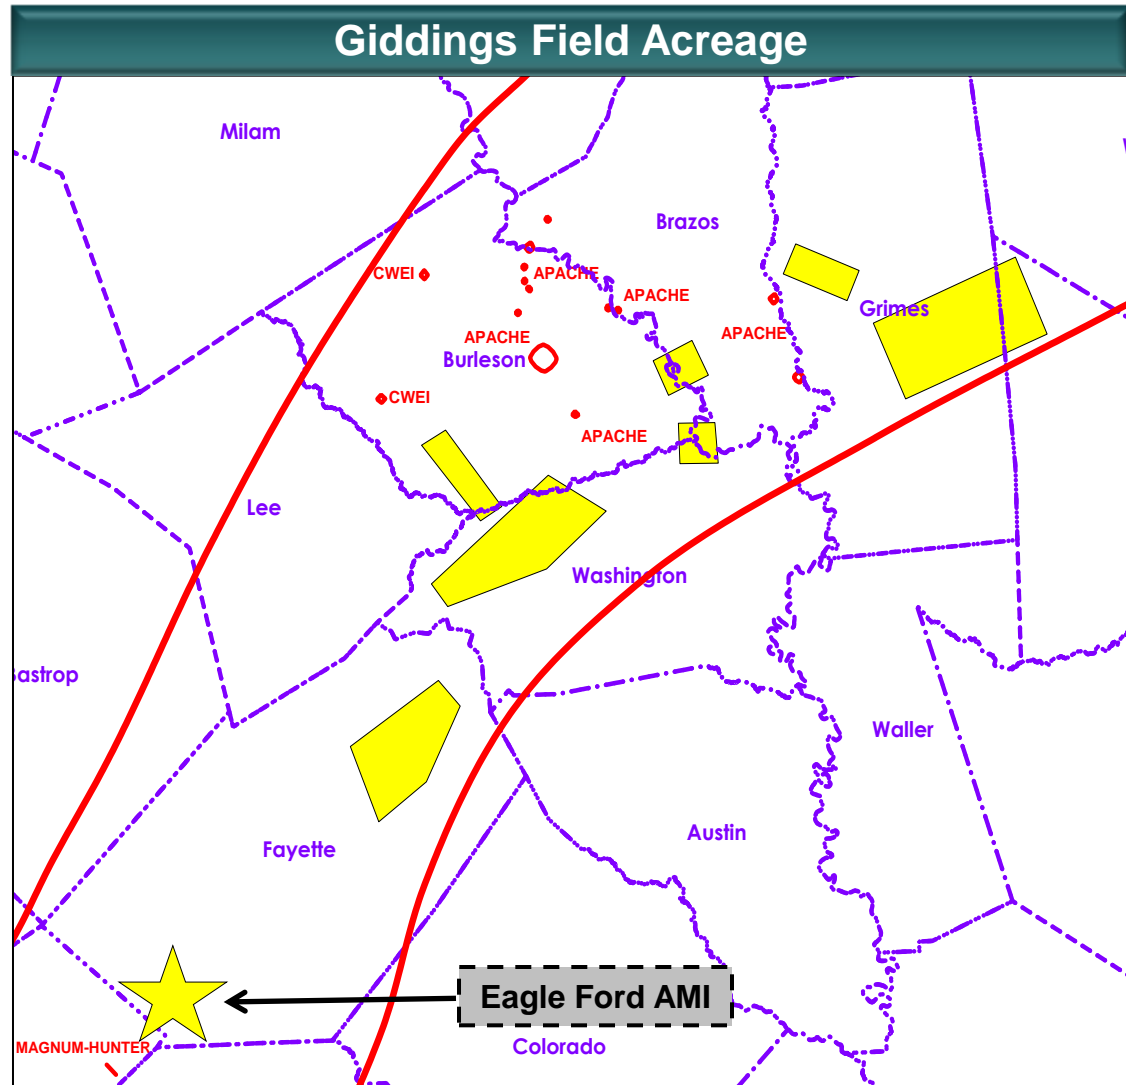 Giddings Field Acreage
Milam
Brazos
CWEI
APACHE
APACHE
Grimes
APACHE
APACHE
Burleson
CWEI
APACHE
Lee
Washington
Bastrop
Waller
Austin
Fayette
Eagle Ford AMI
MAGNUM-HUNTER
Colorado